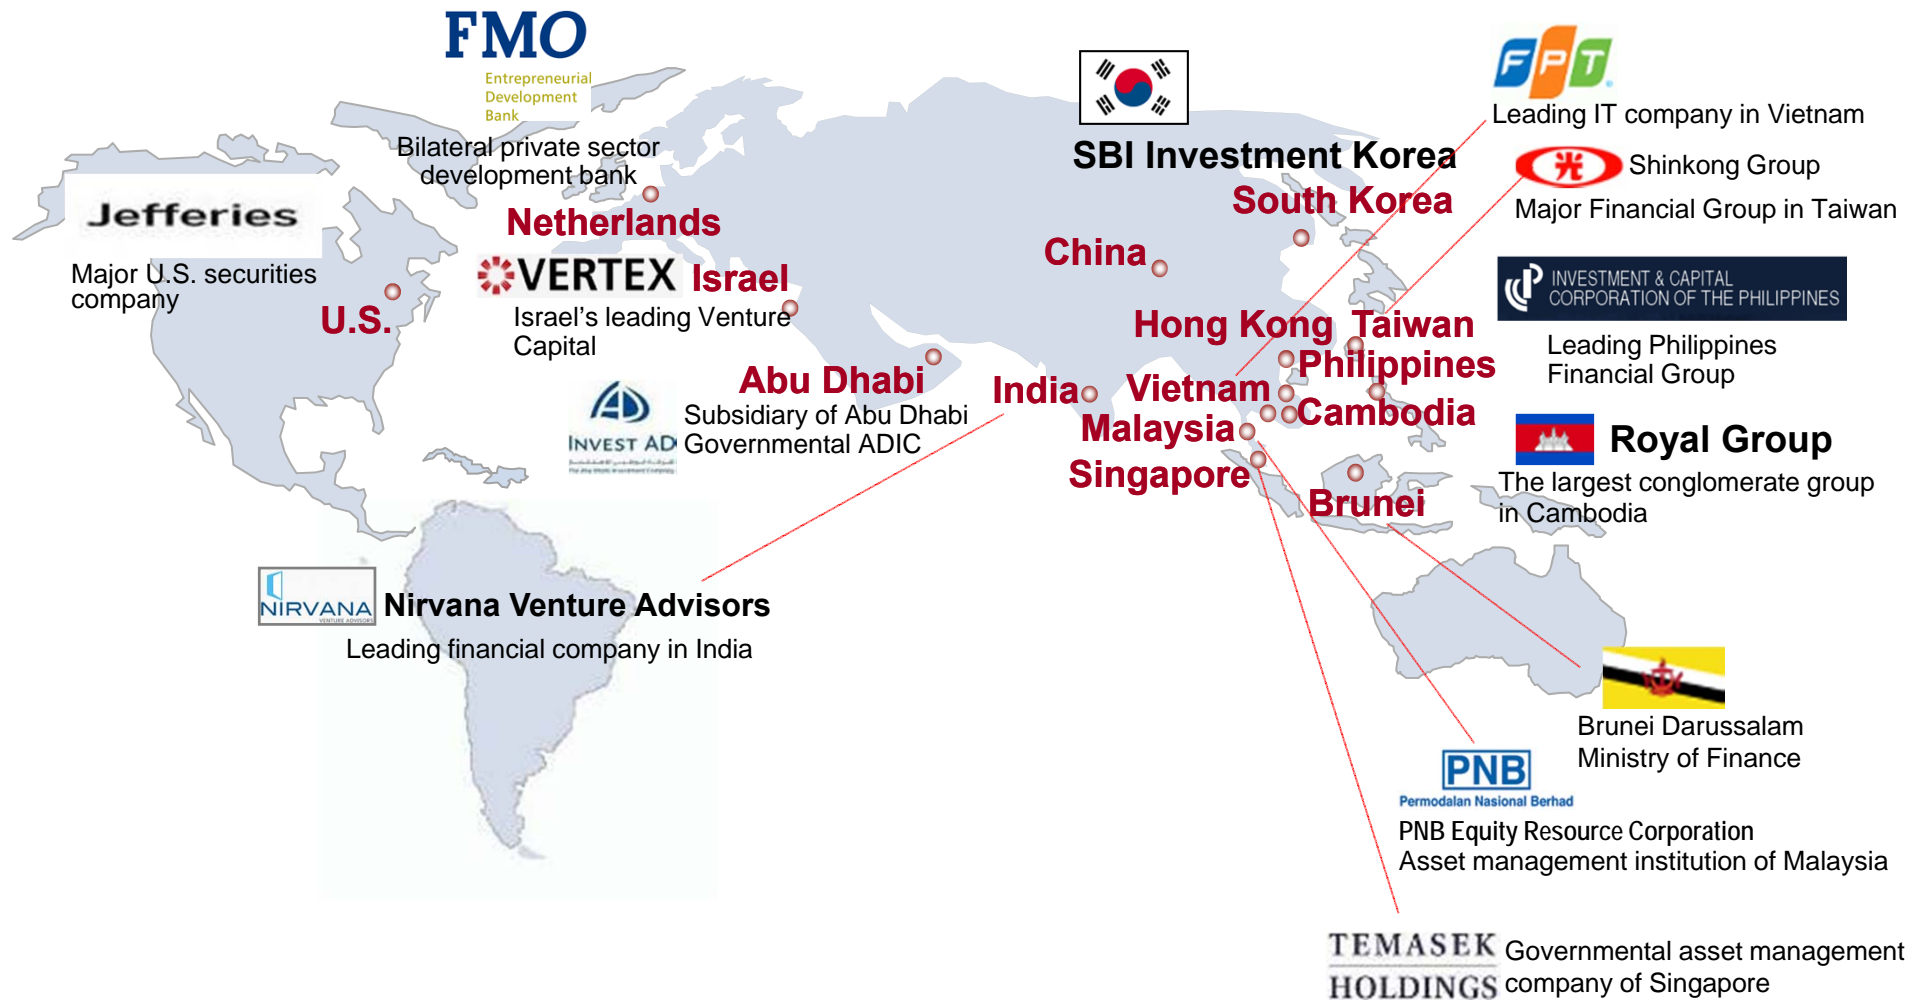 FMO
Entrepreneurial
Development
Bank
Bilateral private sector
development bank
Netherlands
Jefferies
Major U.S. securities
company
U.S.
VERTEX
Israel
Israel’s leading Venture
Capital
Abu Dhabi
INVEST AD
Subsidiary of Abu Dhabi
Governmental ADIC
NIRVANA
VENTURE ADVISORS
Nirvana Venture Advisors
Leading financial company in India
SBI Investment Korea
South Korea
China
Hong Kong
Taiwan
Philippines
India
Vietnam
Cambodia
Malaysia
Singapore
Brunei
FPT
Leading IT company in Vietnam
光
Shinkong Group
Major Financial Group in Taiwan
INVESTMENT & CAPITAL
CORPORATION OF THE PHILIPPINES
Leading Philippines
Financial Group
Royal Group
The largest conglomerate group
in Cambodia
Brunei Darussalam
Ministry of Finance
PNB
Permodalan Nasional Berhad
PNB Equity Resource Corporation
Asset management institution of Malaysia
TEMASEK
HOLDINGS
Governmental asset management
company of Singapore